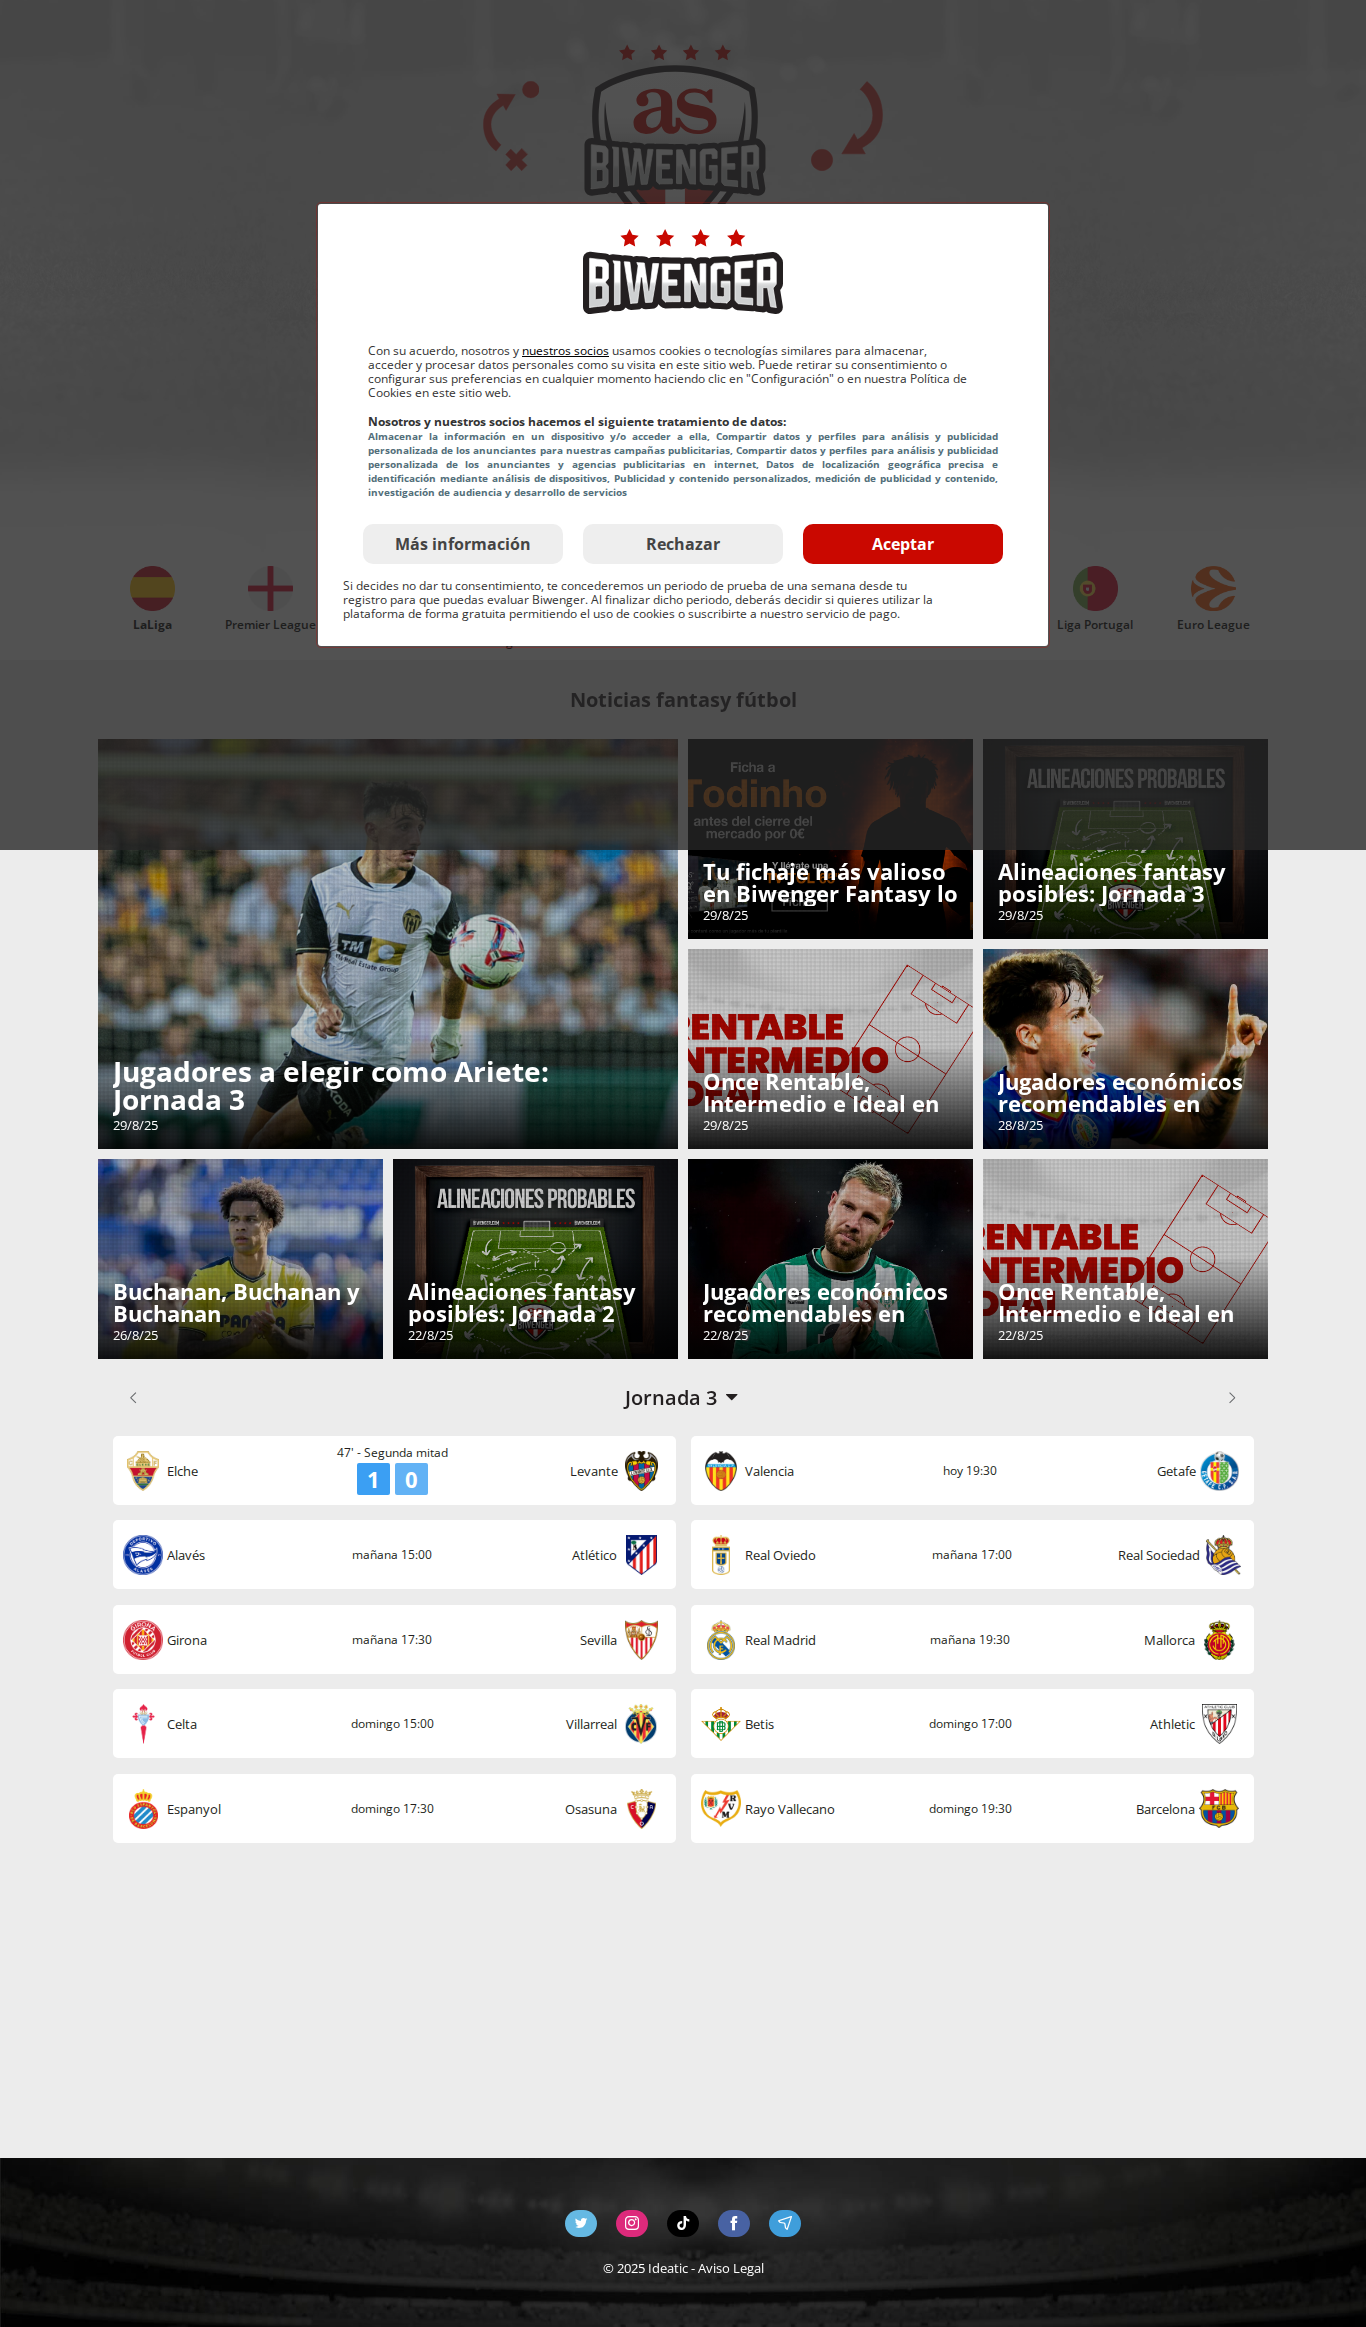 as
BIWENGER
BIWENGER
Con su acuerdo, nosotros y nuestros socios usamos cookies o tecnologías similares para almacenar,
acceder y procesar datos personales como su visita en este sitio web. Puede retirar su consentimiento o
configurar sus preferencias en cualquier momento haciendo clic en "Configuración" o en nuestra Política de
Cookies en este sitio web.
Nosotros y nuestros socios hacemos el siguiente tratamiento de datos:
Almacenar la información en un dispositivo y/o acceder a ella, Compartir datos y perfiles para análisis y publicidad
personalizada de los anunciantes para nuestras campañas publicitarias, Compartir datos y perfiles para análisis y publicidad
personalizada de los anunciantes y agencias publicitarias en internet, Datos de localización geográfica precisa e
identificación mediante análisis de dispositivos, Publicidad y contenido personalizados, medición de publicidad y contenido,
investigación de audiencia y desarrollo de servicios
Más información
Rechazar
Aceptar
Si decides no dar tu consentimiento, te concederemos un periodo de prueba de una semana desde tu
registro para que puedas evaluar Biwenger. Al finalizar dicho periodo, deberás decidir si quieres utilizar la
plataforma de forma gratuita permitiendo el uso de cookies o suscribirte a nuestro servicio de pago.
LaLiga
Premier League
Liga Portugal
Euro League
Noticias fantasy fútbol
Ficha a
Todinho
antes del cierre del
mercado por 0€
Y llévate una
Tu fichaje más valioso
en Biwenger Fantasy lo
29/8/25
ALINEACIONES PROBABLES
Alineaciones fantasy
posibles: Jornada 3
29/8/25
TM
Real Estate Group
Jugadores a elegir como Ariete:
Jornada 3
29/8/25
RENTABLE
INTERMEDIO
Once Rentable,
Intermedio e Ideal en
29/8/25
Jugadores económicos
recomendables en
28/8/25
Buchanan, Buchanan y
Buchanan
26/8/25
ALINEACIONES PROBABLES
BIWENGER.COM
BIWENGER.COM
Alineaciones fantasy
posibles: Jornada 2
22/8/25
Jugadores económicos
recomendables en
22/8/25
RENTABLE
INTERMEDIO
Once Rentable,
Intermedio e Ideal en
22/8/25
Jornada 3
Elche
47' - Segunda mitad
1 0
Levante
Valencia
hoy 19:30
Getafe
Alavés
mañana 15:00
Atlético
Real Oviedo
mañana 17:00
Real Sociedad
Girona
mañana 17:30
Sevilla
Real Madrid
mañana 19:30
Mallorca
Celta
domingo 15:00
Villarreal
Betis
domingo 17:00
Athletic
Espanyol
domingo 17:30
Osasuna
Rayo Vallecano
domingo 19:30
Barcelona
© 2025 Ideatic - Aviso Legal